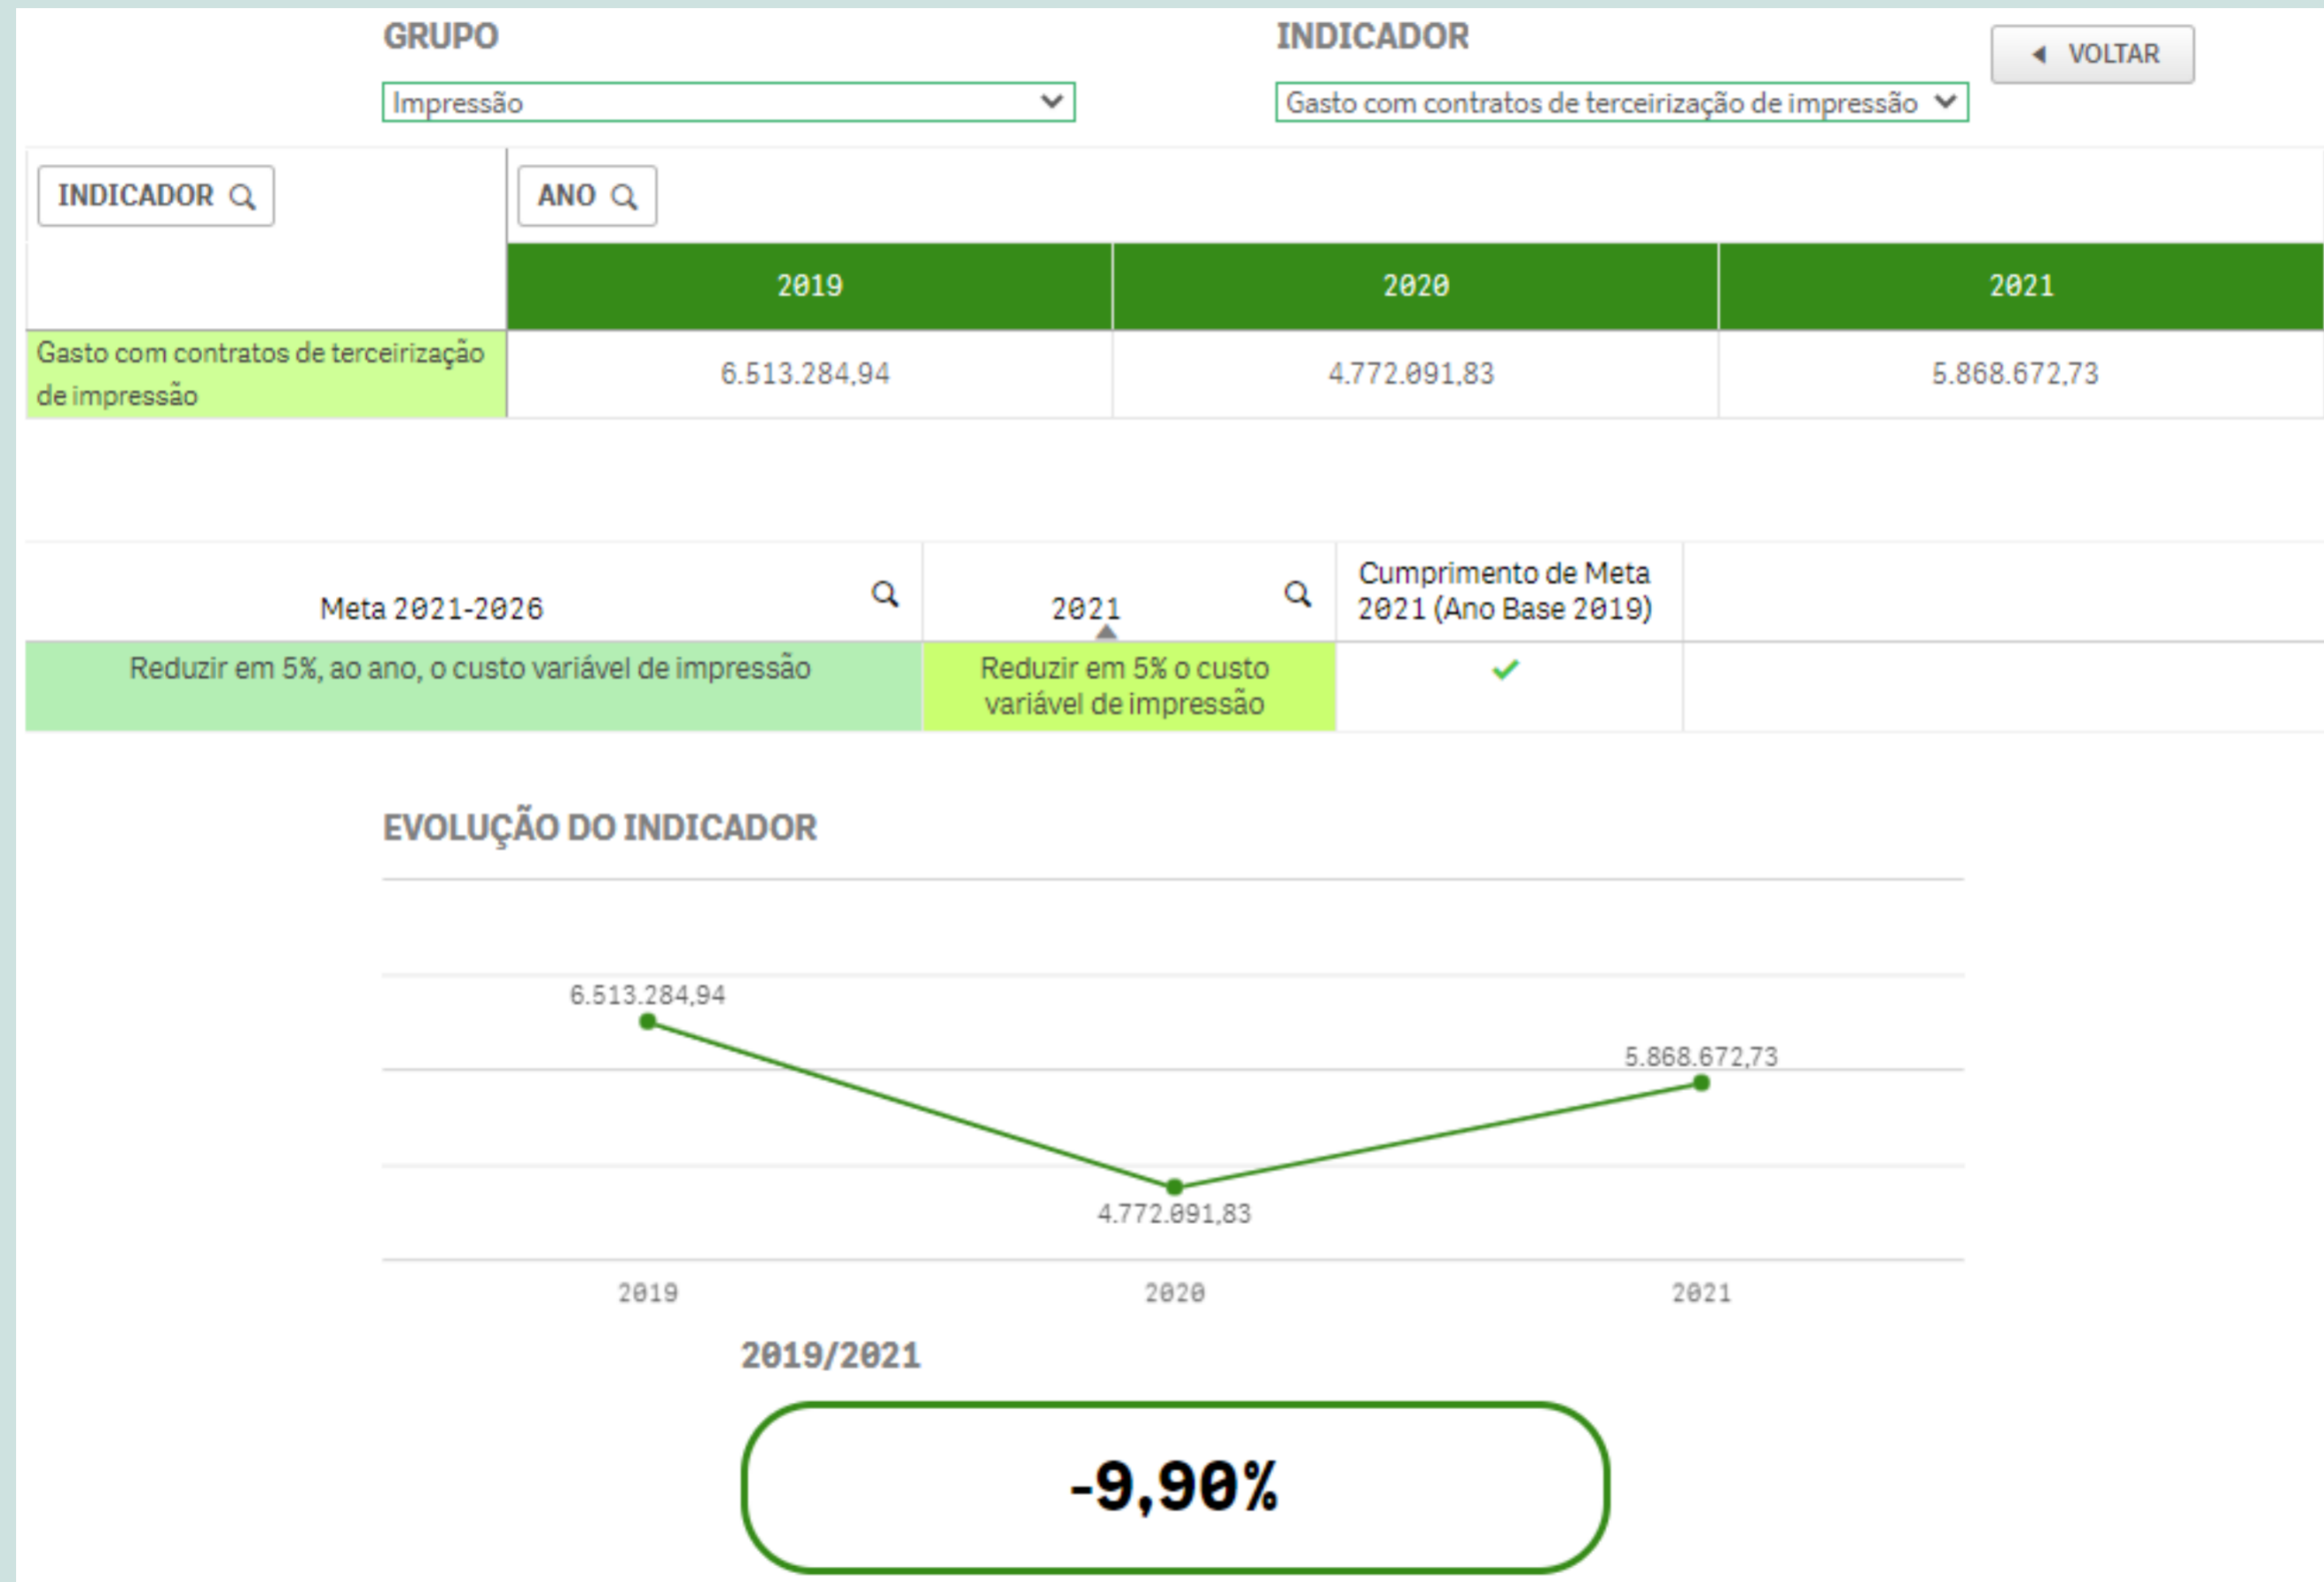 GRUPO
INDICADOR
VOLTAR
Impressão
Gasto com contratos de terceirização de impressão
INDICADOR
ANO
2019
2020
2021
Gasto com contratos de terceirização
de impressão
6.513.284,94
4.772.091,83
5.868.672,73
Meta 2021-2026
2021
Cumprimento de Meta
2021 (Ano Base 2019)
Reduzir em 5%, ao ano, o custo variável de impressão
Reduzir em 5% o custo
variável de impressão
EVOLUÇÃO DO INDICADOR
6.513.284,94
5.868.672,73
4.772.091,83
2019
2020
2021
2019/2021
-9,90%